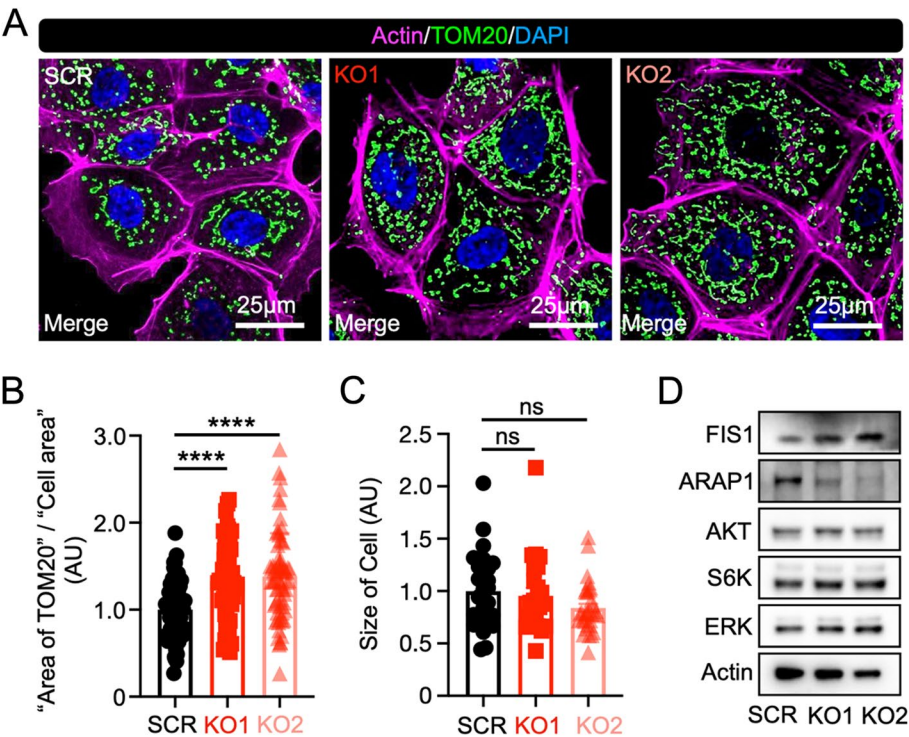 A
Actin/TOM20/DAPI
SCR
KO1
KO2
25μm
25μm
25μm
Merge
Merge
Merge
B
“Area of TOM20” / “Cell area”
(AU)
3.0
2.0
1.0
0
****
****
SCR KO1 KO2
C
Size of Cell (AU)
2.5
2.0
1.5
1.0
0.5
0
ns
ns
SCR KO1 KO2
D
FIS1
ARAP1
AKT
S6K
ERK
Actin
SCR KO1 KO2